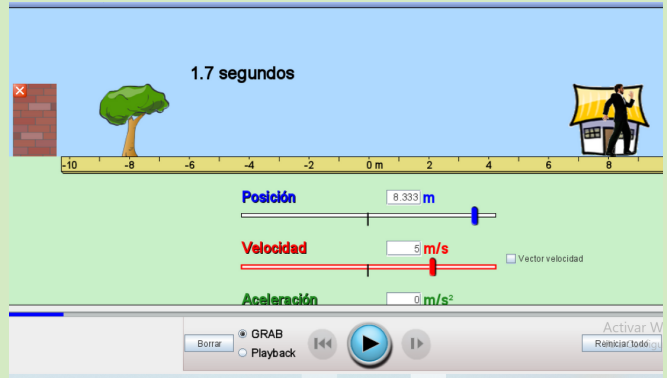 1.7 segundos
-10 -8 -6 -4 -2 0 m 2 4 6 8
Posición 8.333 m
Velocidad 5 m/s
Vector velocidad
Aceleración 0 m/s²
Activar W
Borrar
GRAB
Playback
Reiniciar todo